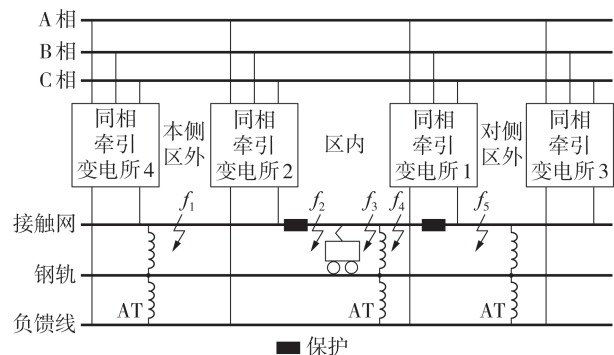 A相
B相
C相
同相
牵引
变电所4
本侧
区外
同相
牵引
变电所2
区内
同相
牵引
变电所1
对侧
区外
同相
牵引
变电所3
接触网
f1
f2
f3
f4
f5
钢轨
AT
AT
AT
负馈线
保护